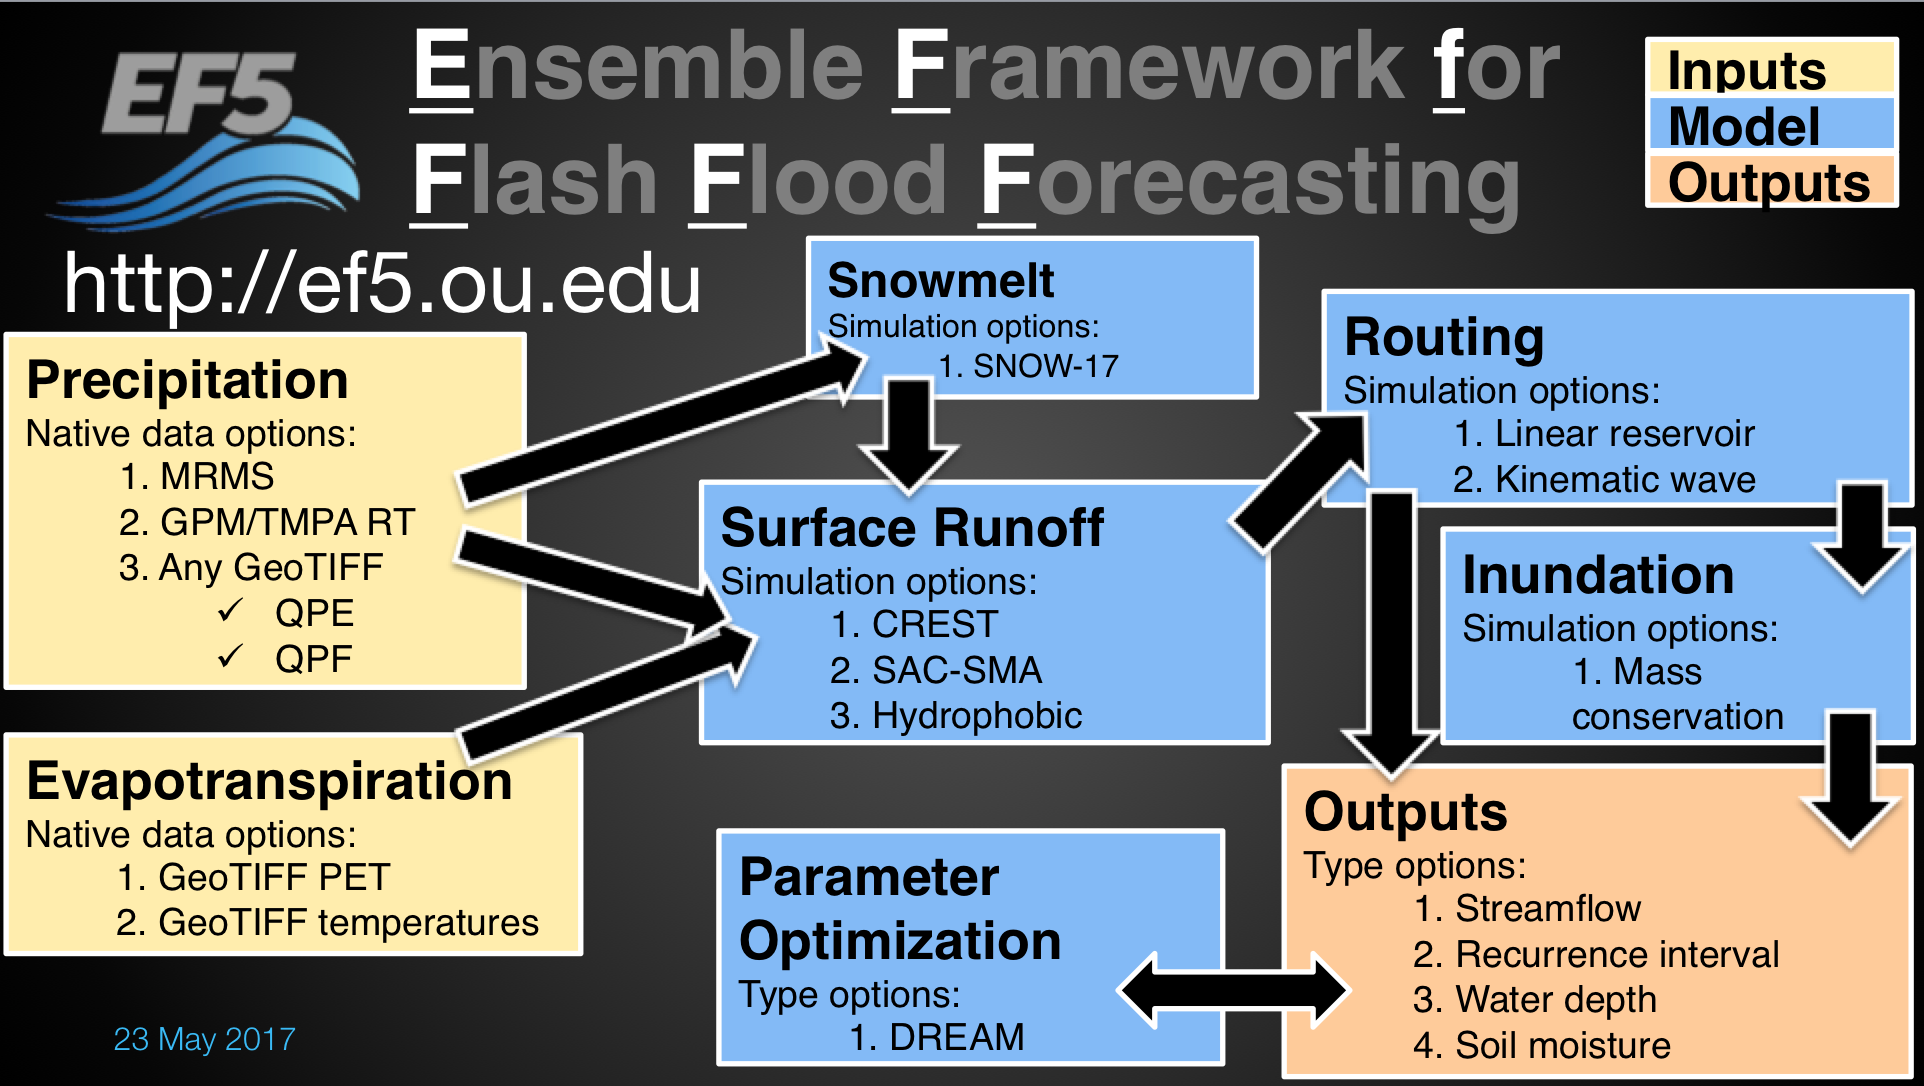 EF5
Ensemble Framework for
Flash Flood Forecasting
http://ef5.ou.edu
Inputs
Model
Outputs
Precipitation
Native data options:
1. MRMS
2. GPM/TMPA RT
3. Any GeoTIFF
✓ QPE
✓ QPF
Evapotranspiration
Native data options:
1. GeoTIFF PET
2. GeoTIFF temperatures
Snowmelt
Simulation options:
1. SNOW-17
Surface Runoff
Simulation options:
1. CREST
2. SAC-SMA
3. Hydrophobic
Routing
Simulation options:
1. Linear reservoir
2. Kinematic wave
Inundation
Simulation options:
1. Mass
conservation
Parameter
Optimization
Type options:
1. DREAM
Outputs
Type options:
1. Streamflow
2. Recurrence interval
3. Water depth
4. Soil moisture
23 May 2017